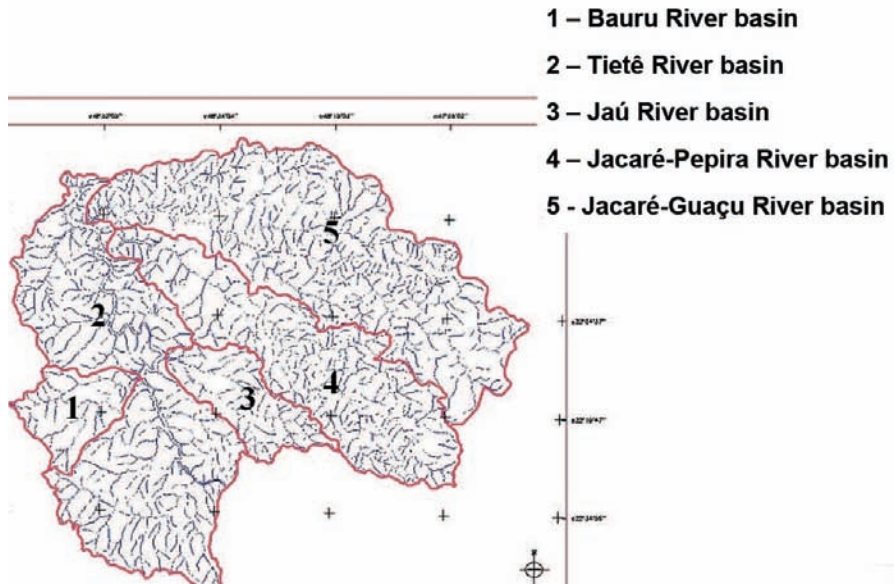 1 – Bauru River basin
2 – Tietê River basin
3 – Jaú River basin
4 – Jacaré-Pepira River basin
5 - Jacaré-Guaçu River basin
5
2
4
3
1